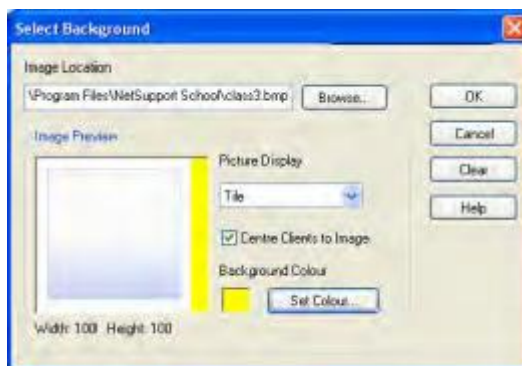 Select Background
Image Location
\Program Files\NetSupport School\class3.bmp
Browse...
OK
Cancel
Clear
Help
Image Preview
Picture Display
Tile
Centre Clients to Image
Background Colour
Set Colour...
Width: 100 Height: 100